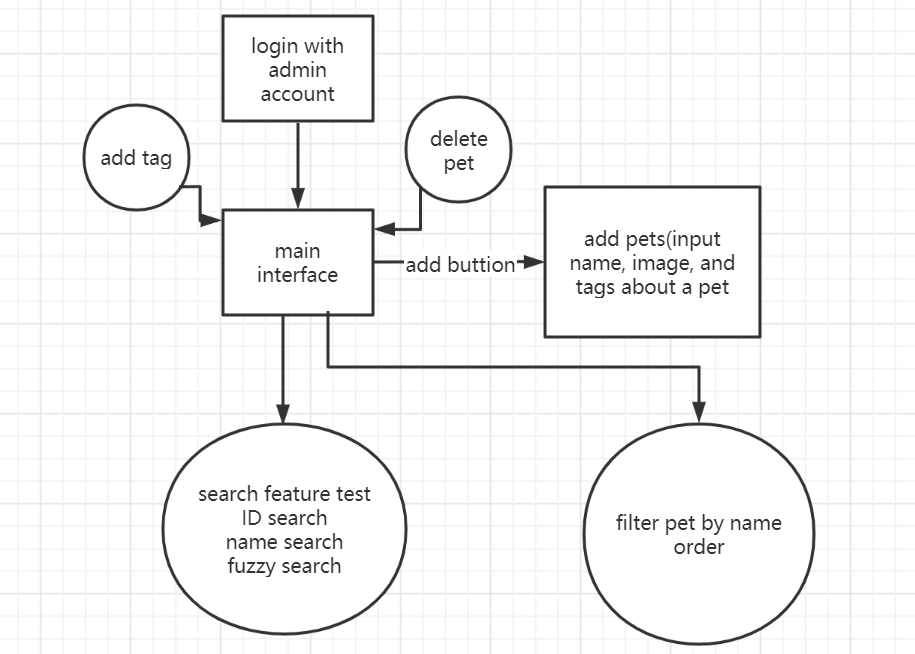 login with
admin
account
add tag
delete
pet
main
interface
add buttion
add pets(input
name, image, and
tags about a pet
search feature test
ID search
name search
fuzzy search
filter pet by name
order